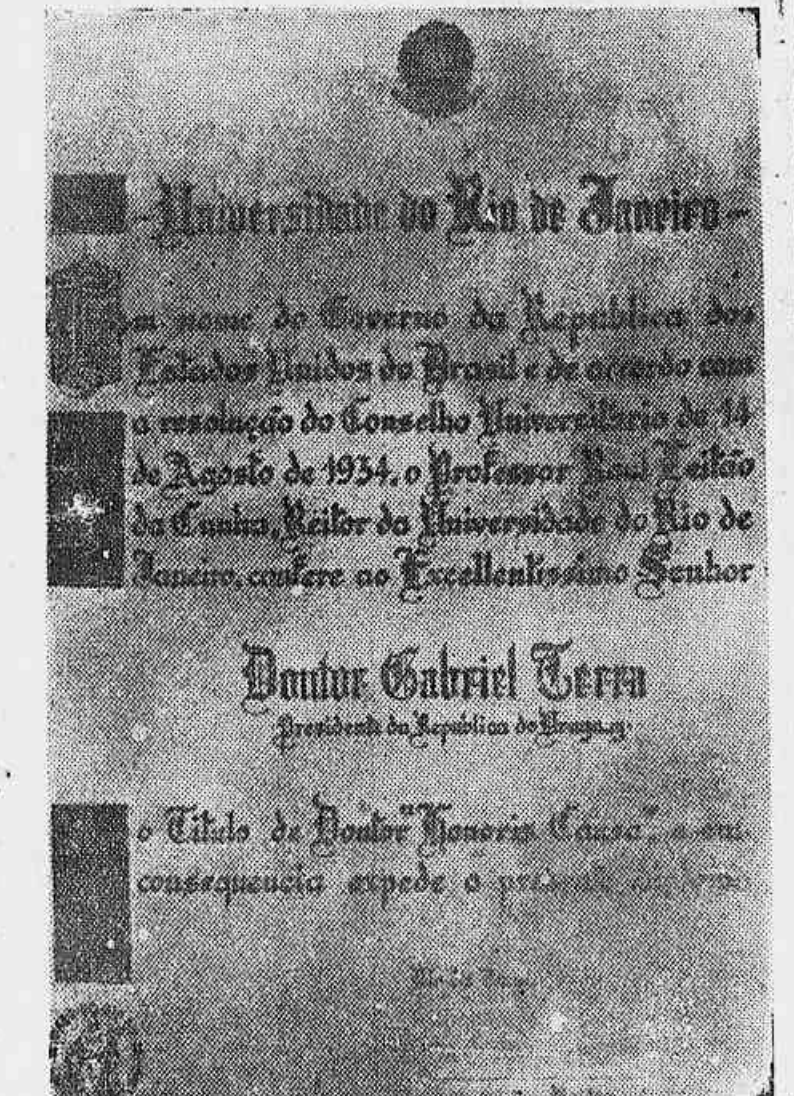 -Universidade do Rio de Janeiro-
m nome do Governo da Republica dos
Estados Unidos do Brasil e de accordo com
a resolução do Conselho Universitario de 14
de Agosto de 1934, o Professor Raul Leitão
da Cunha, Reitor da Universidade do Rio de
Janeiro, confere ao Excellentissimo Senhor
Doutor Gabriel Terra
Presidente da Republica do Uruguay.
o Titulo de Doutor "Honoris Causa", e em
consequencia expede o presente diploma